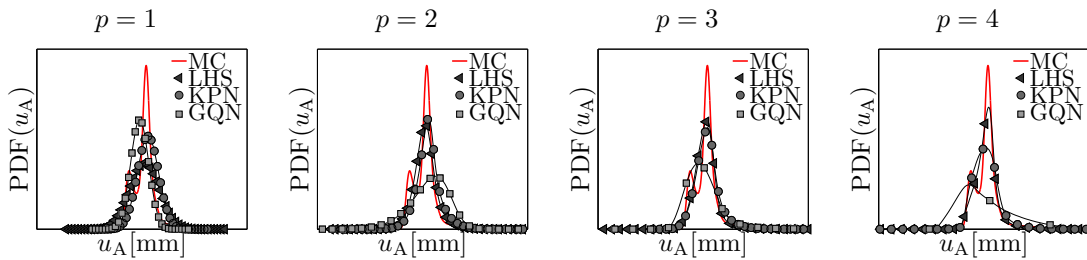 p = 1
MC
LHS
KPN
GQN
PDF(u_A)
u_A[mm]
p = 2
MC
LHS
KPN
GQN
PDF(u_A)
u_A[mm]
p = 3
MC
LHS
KPN
GQN
PDF(u_A)
u_A[mm]
p = 4
MC
LHS
KPN
GQN
PDF(u_A)
u_A[mm]